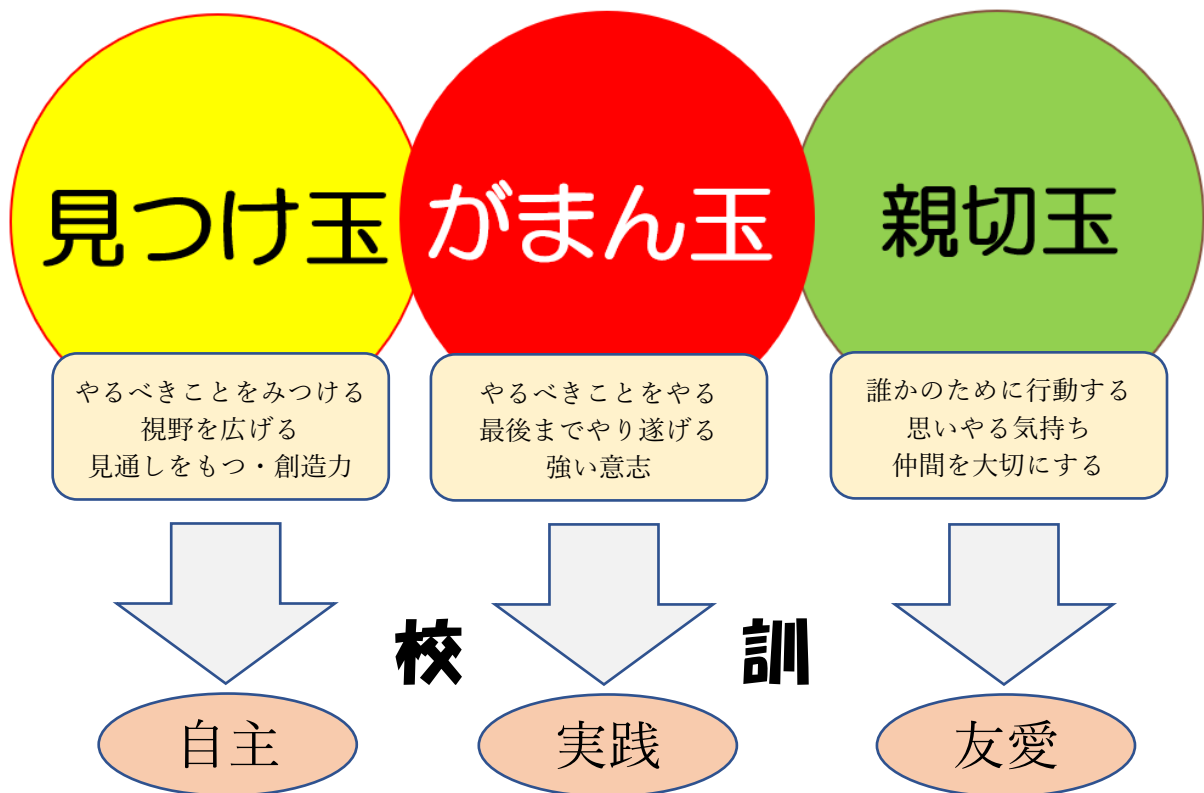 見つけ玉
がまん玉
親切玉
やるべきことをみつける
視野を広げる
見通しをもつ・創造力
やるべきことをやる
最後までやり遂げる
強い意志
誰かのために行動する
思いやる気持ち
仲間を大切にする
校訓
自主
実践
友愛